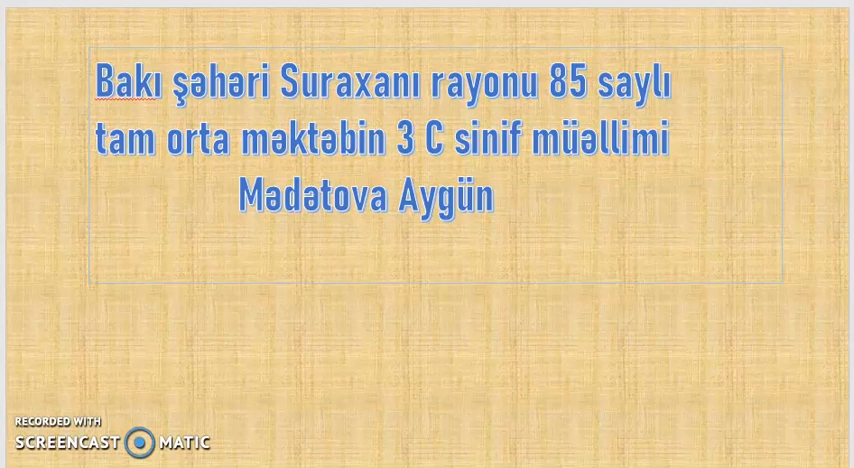 Bakı şəhəri Suraxanı rayonu 85 saylı
tam orta məktəbin 3 C sinif müəllimi
Mədətova Aygün
RECORDED WITH
SCREENCAST MATIC